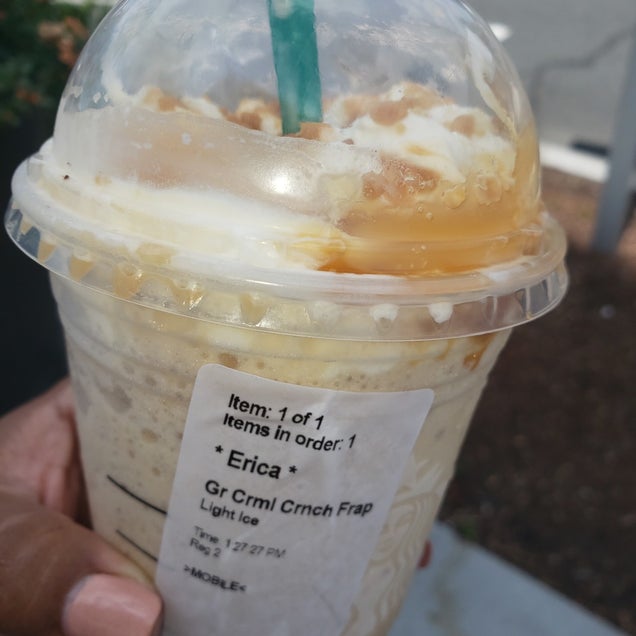 Item: 1 of 1
Items in order: 1
* Erica *
Gr Crml Crnch Frap
Light Ice
Time 1:27:27 PM
Reg 2
>MOBILE<